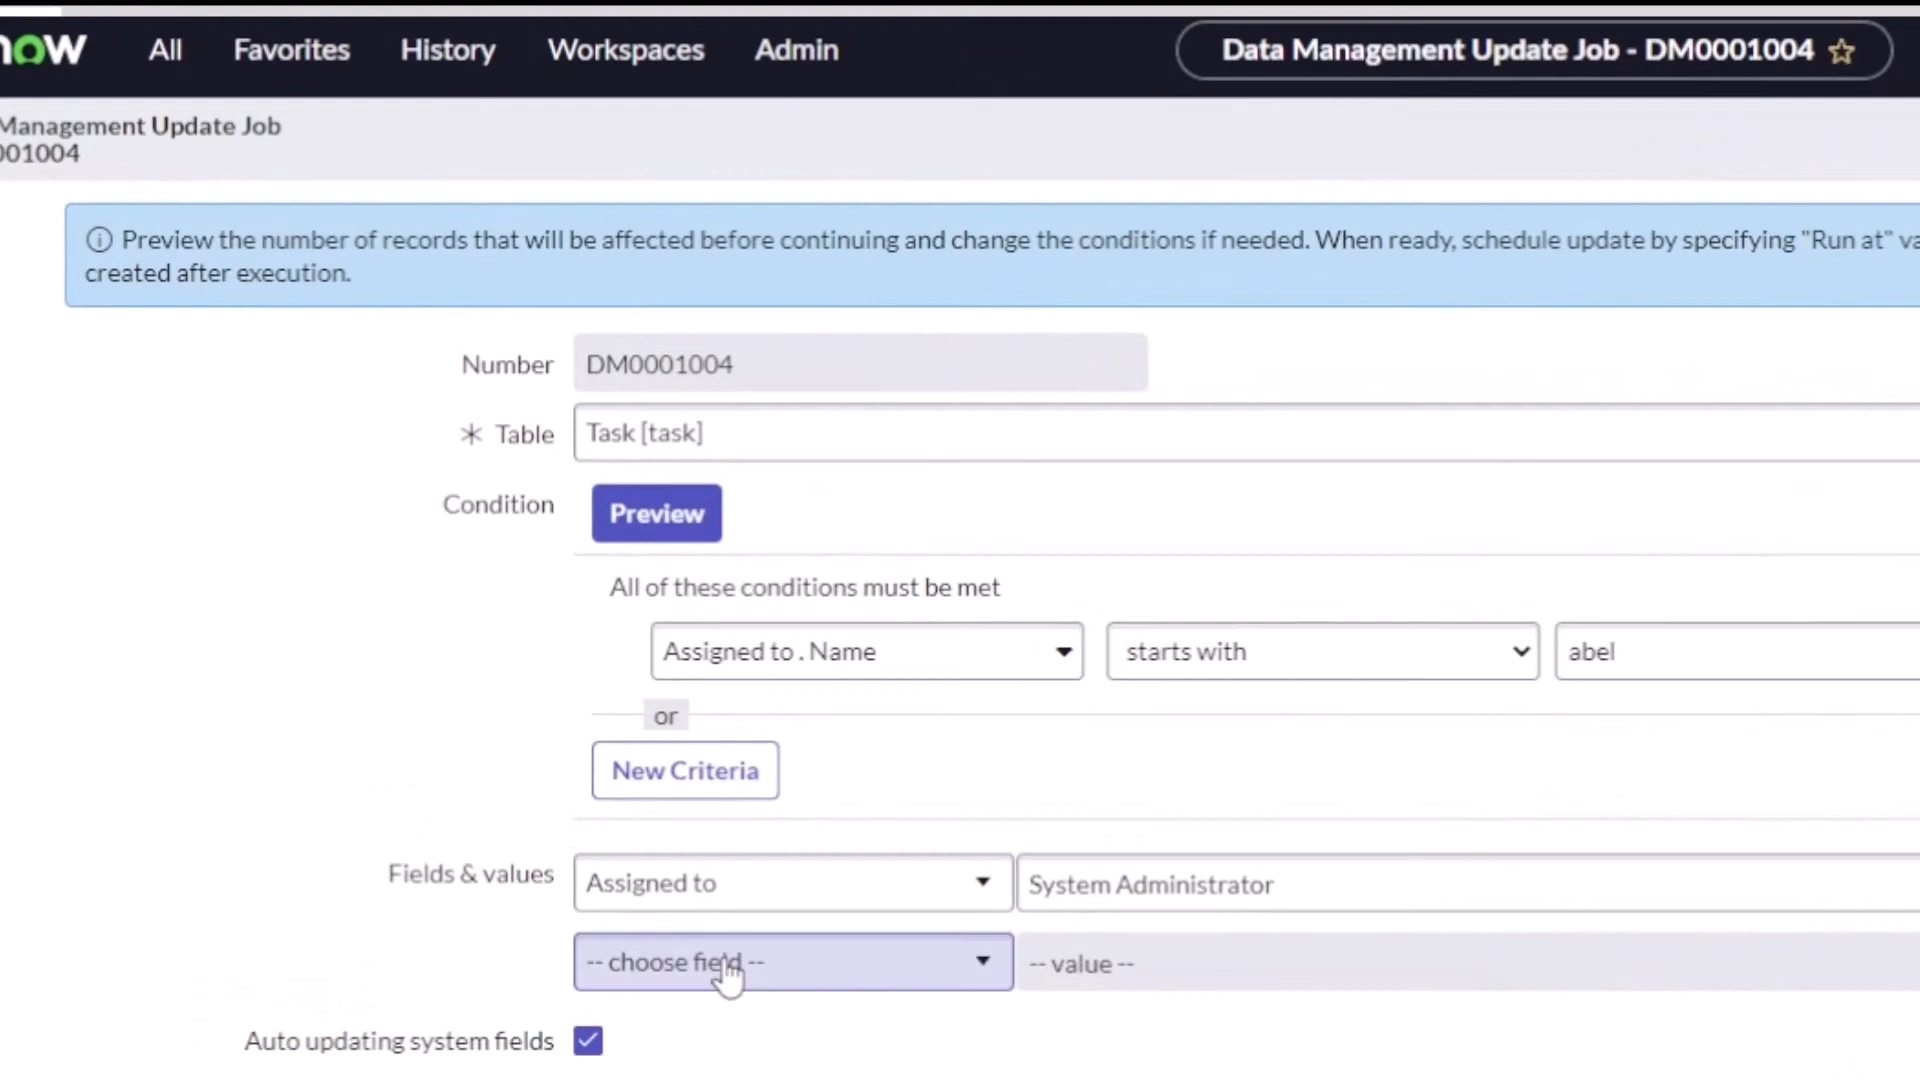 now All Favorites History Workspaces Admin Data Management Update Job - DM0001004
Management Update Job
001004
Preview the number of records that will be affected before continuing and change the conditions if needed. When ready, schedule update by specifying "Run at" va
created after execution.
Number DM0001004
* Table Task [task]
Condition Preview
All of these conditions must be met
Assigned to . Name starts with abel
or
New Criteria
Fields & values Assigned to System Administrator
-- choose field -- -- value --
Auto updating system fields